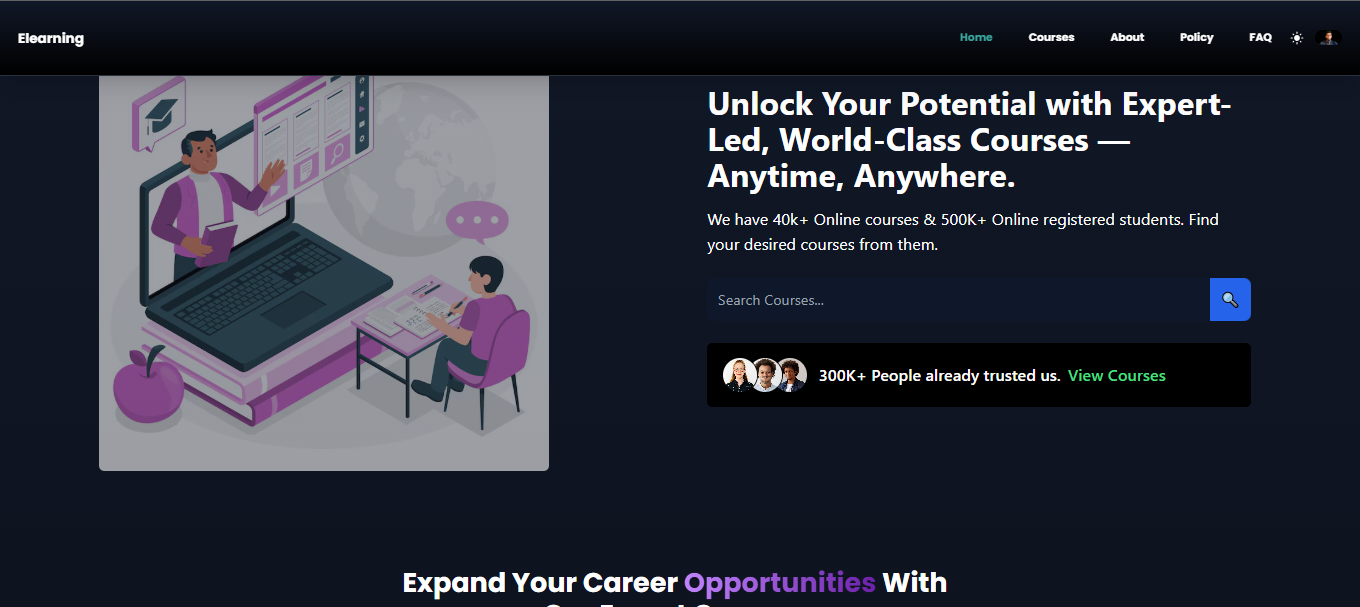 Elearning
Home
Courses
About
Policy
FAQ
Unlock Your Potential with Expert-
Led, World-Class Courses —
Anytime, Anywhere.
We have 40k+ Online courses & 500K+ Online registered students. Find
your desired courses from them.
Search Courses...
300K+ People already trusted us. View Courses
Expand Your Career Opportunities With